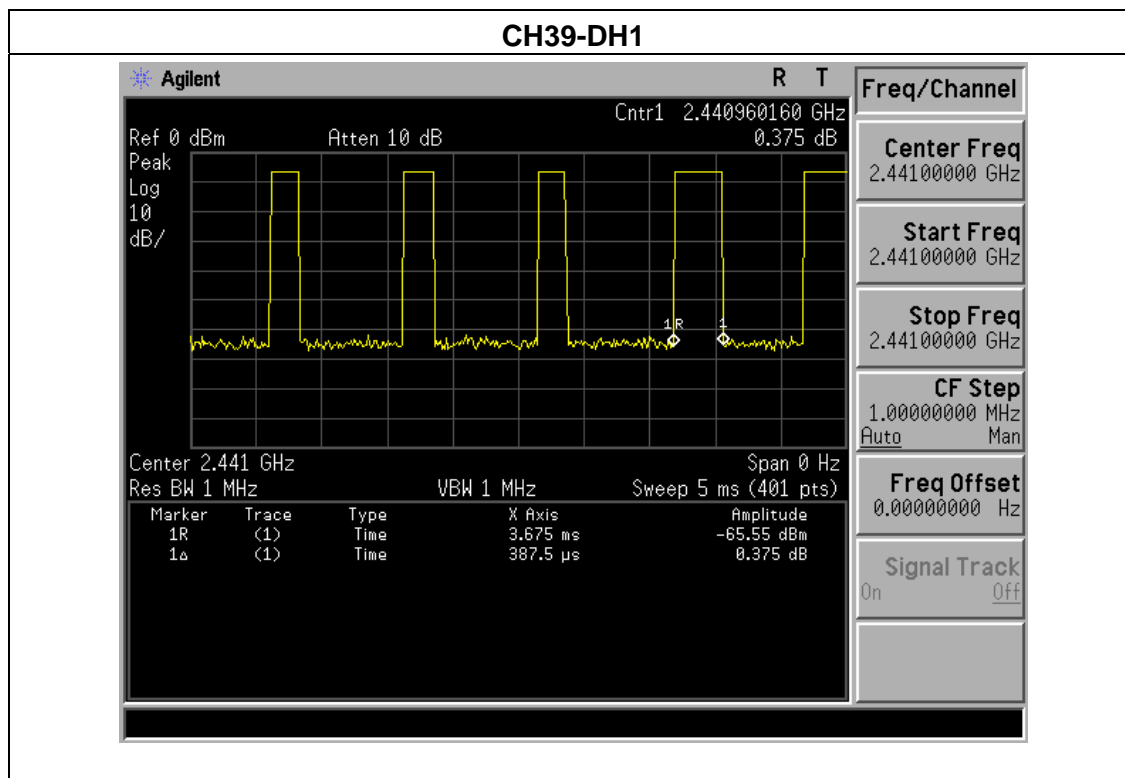 CH39-DH1
Agilent R T
Cntr1 2.440960160 GHz
Ref 0 dBm Atten 10 dB 0.375 dB
Peak
Log
10
dB/
1R 1
Center 2.441 GHz Span 0 Hz
Res BW 1 MHz VBW 1 MHz Sweep 5 ms (401 pts)
Marker Trace Type X Axis Amplitude
1R (1) Time 3.675 ms -65.55 dBm
1Δ (1) Time 387.5 µs 0.375 dB
Freq/Channel
Center Freq
2.44100000 GHz
Start Freq
2.44100000 GHz
Stop Freq
2.44100000 GHz
CF Step
1.00000000 MHz
Auto Man
Freq Offset
0.00000000 Hz
Signal Track
On Off